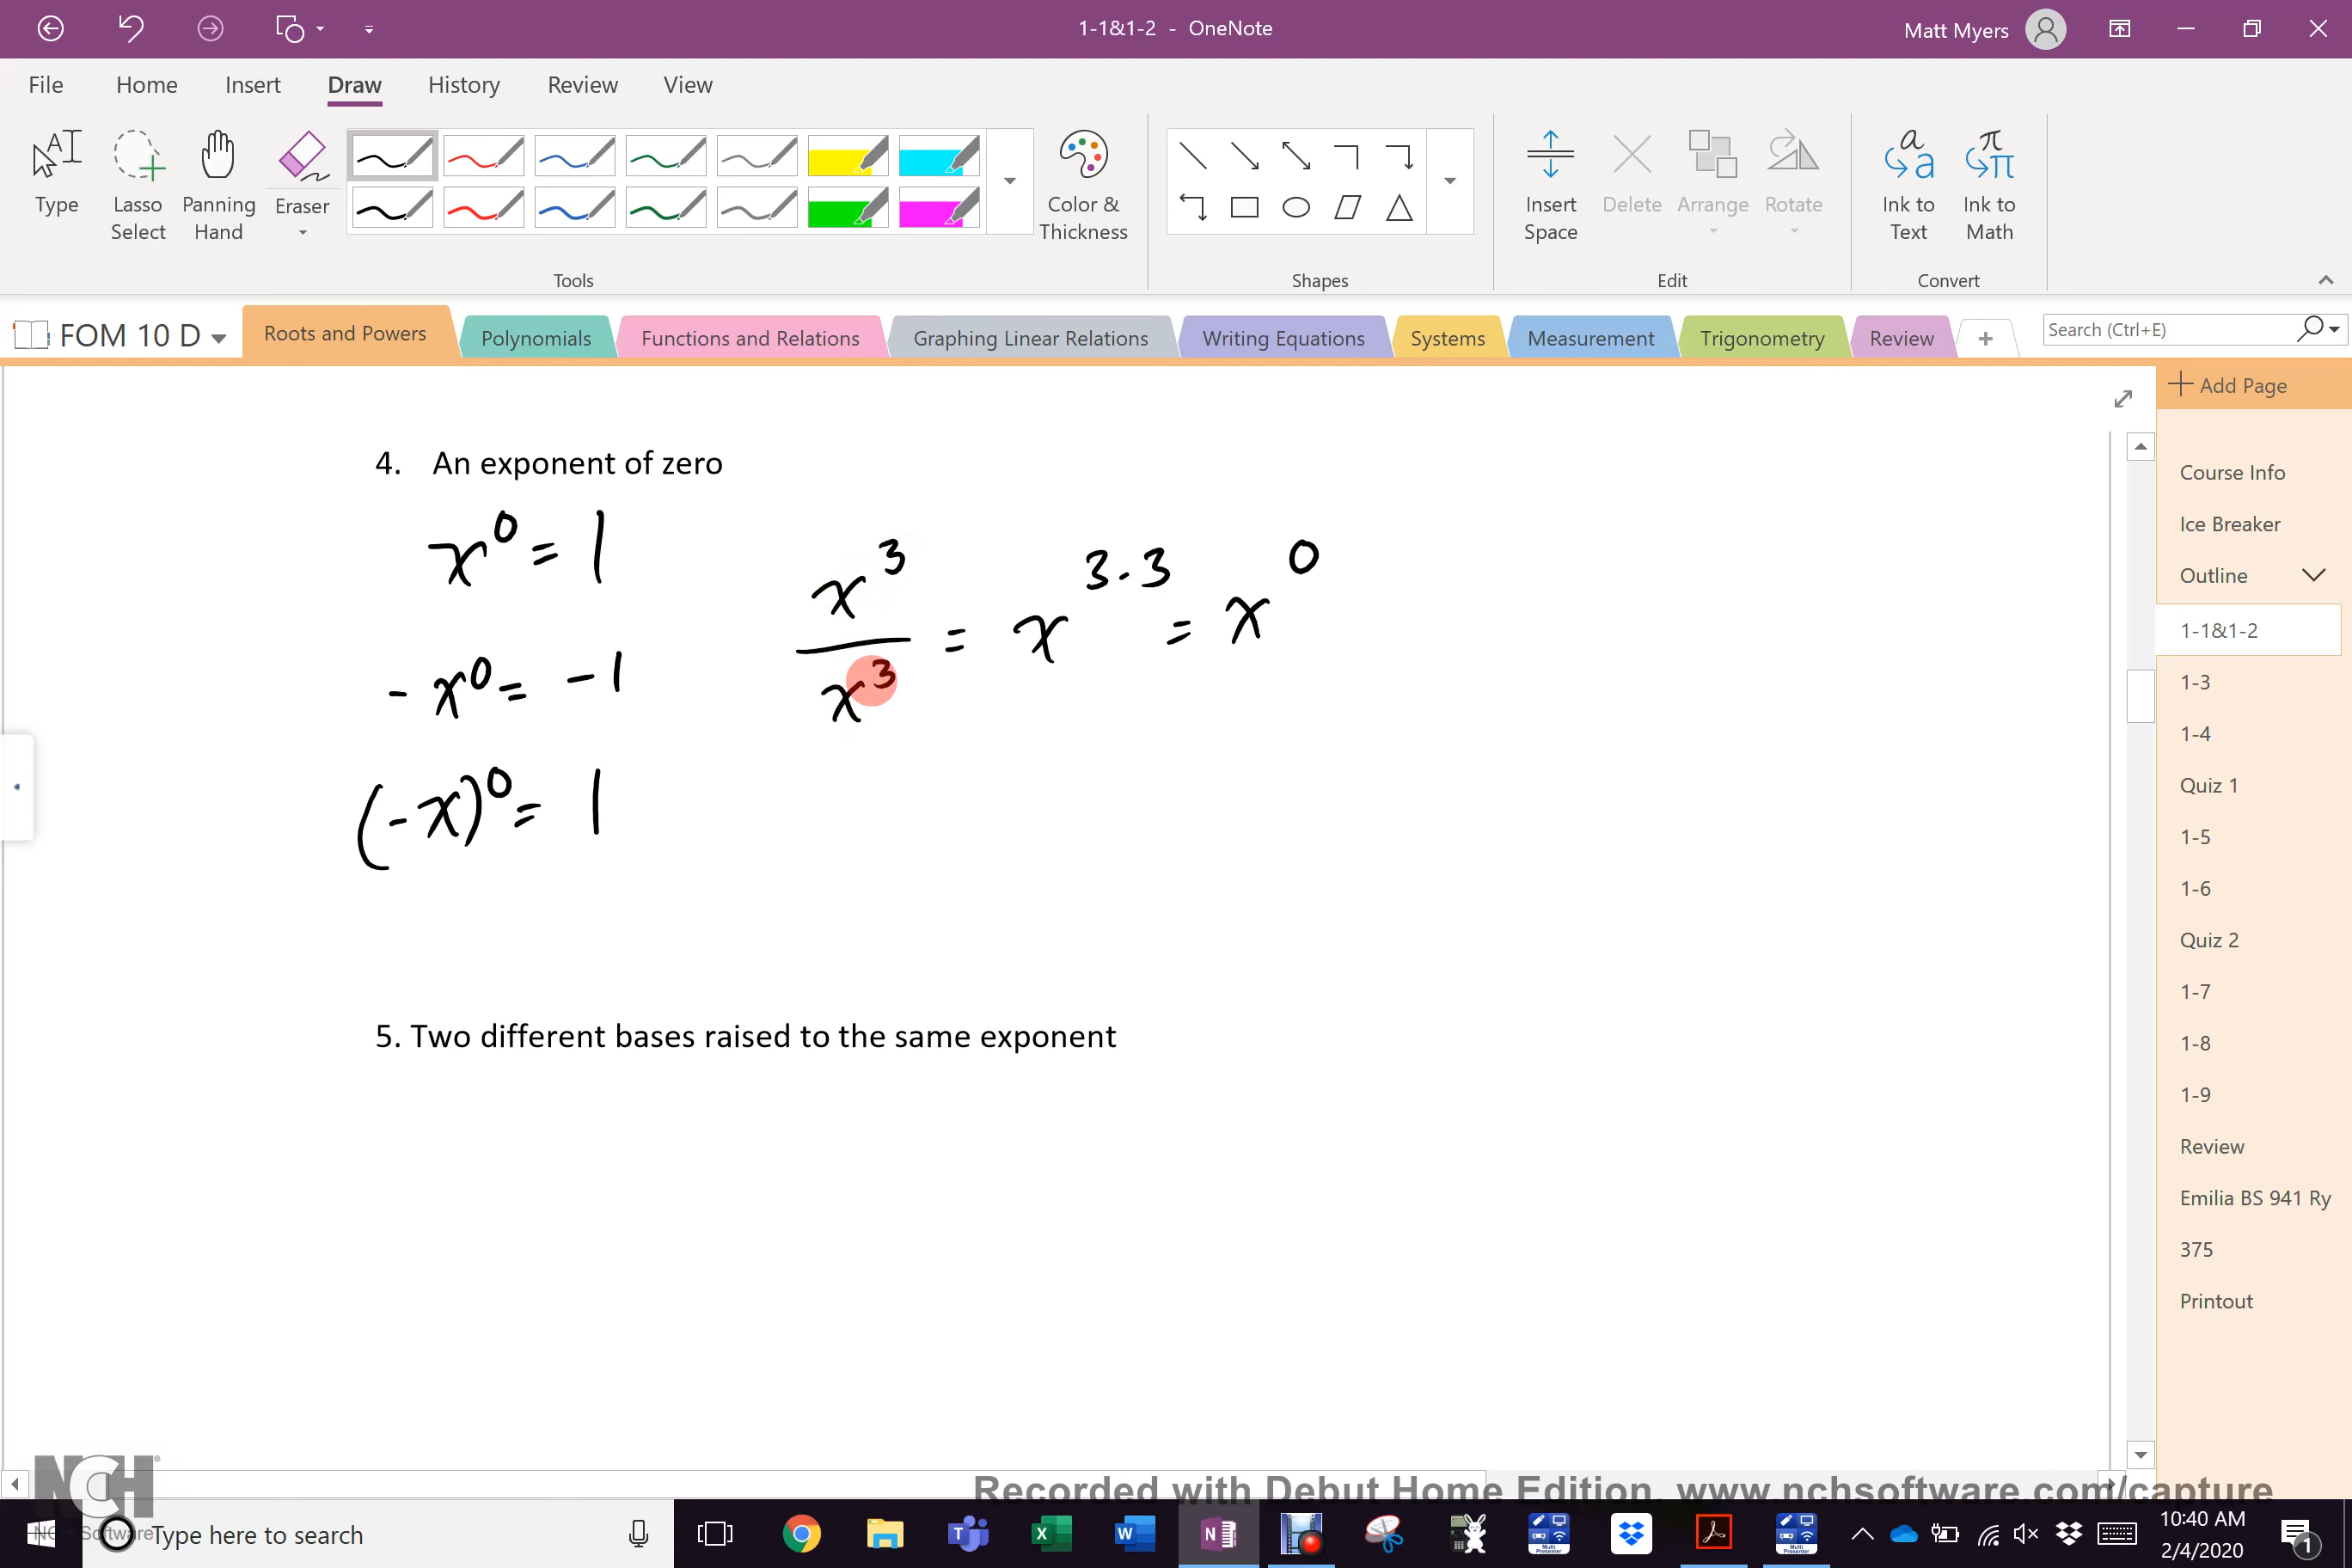 1-1&1-2 - OneNote
Matt Myers
File Home Insert Draw History Review View
Type
Lasso Select
Panning Hand
Eraser
Color & Thickness
Insert Space
Delete
Arrange
Rotate
Ink to Text
Ink to Math
Tools Shapes Edit Convert
FOM 10 D
Roots and Powers Polynomials Functions and Relations Graphing Linear Relations Writing Equations Systems Measurement Trigonometry Review
Search (Ctrl+E)
Add Page
Course Info
Ice Breaker
Outline
1-1&1-2
1-3
1-4
Quiz 1
1-5
1-6
Quiz 2
1-7
1-8
1-9
Review
Emilia BS 941 Ry
375
Printout
4. An exponent of zero
x⁰ = 1
x³/x³ = x³⁻³ = x⁰
-x⁰ = -1
(-x)⁰ = 1
5. Two different bases raised to the same exponent
NCH
NCH Software
Recorded with Debut Home Edition. www.nchsoftware.com/capture
Type here to search
10:40 AM
2/4/2020
1